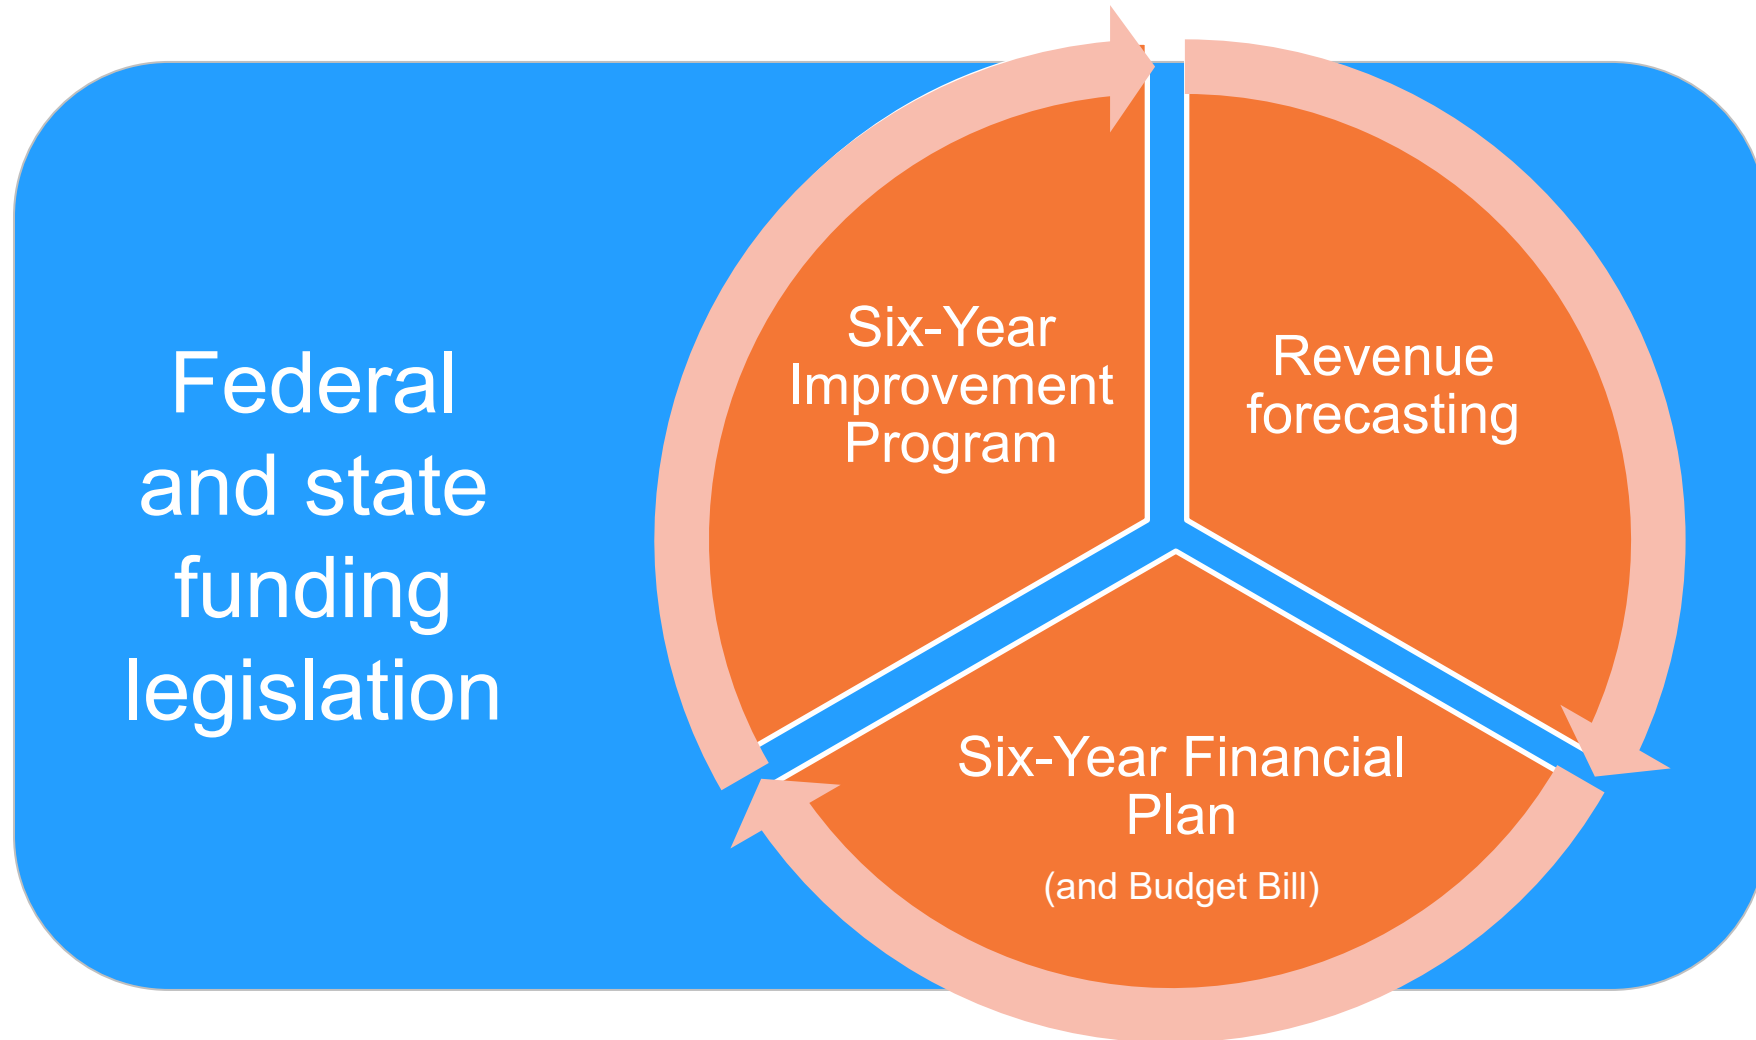 Federal
and state
funding
legislation
Six-Year
Improvement
Program
Revenue
forecasting
Six-Year Financial
Plan
(and Budget Bill)